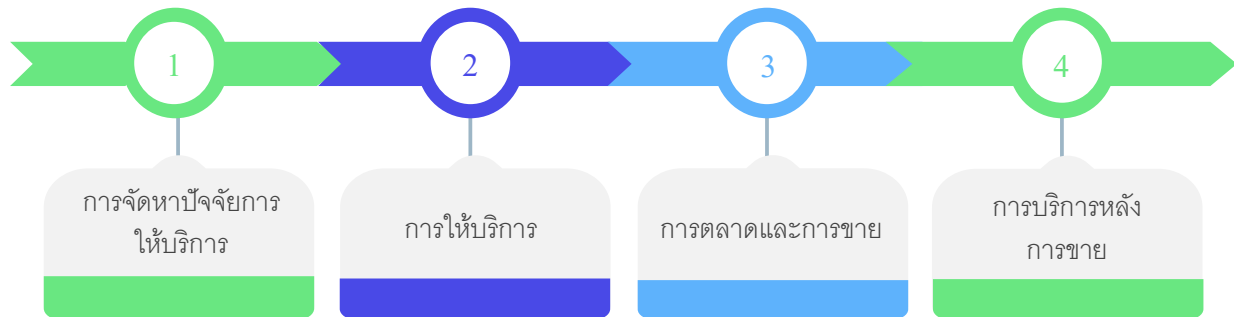 1
2
3
4
การจัดหาปัจจัยการ
ให้บริการ
การให้บริการ
การตลาดและการขาย
การบริการหลัง
การขาย